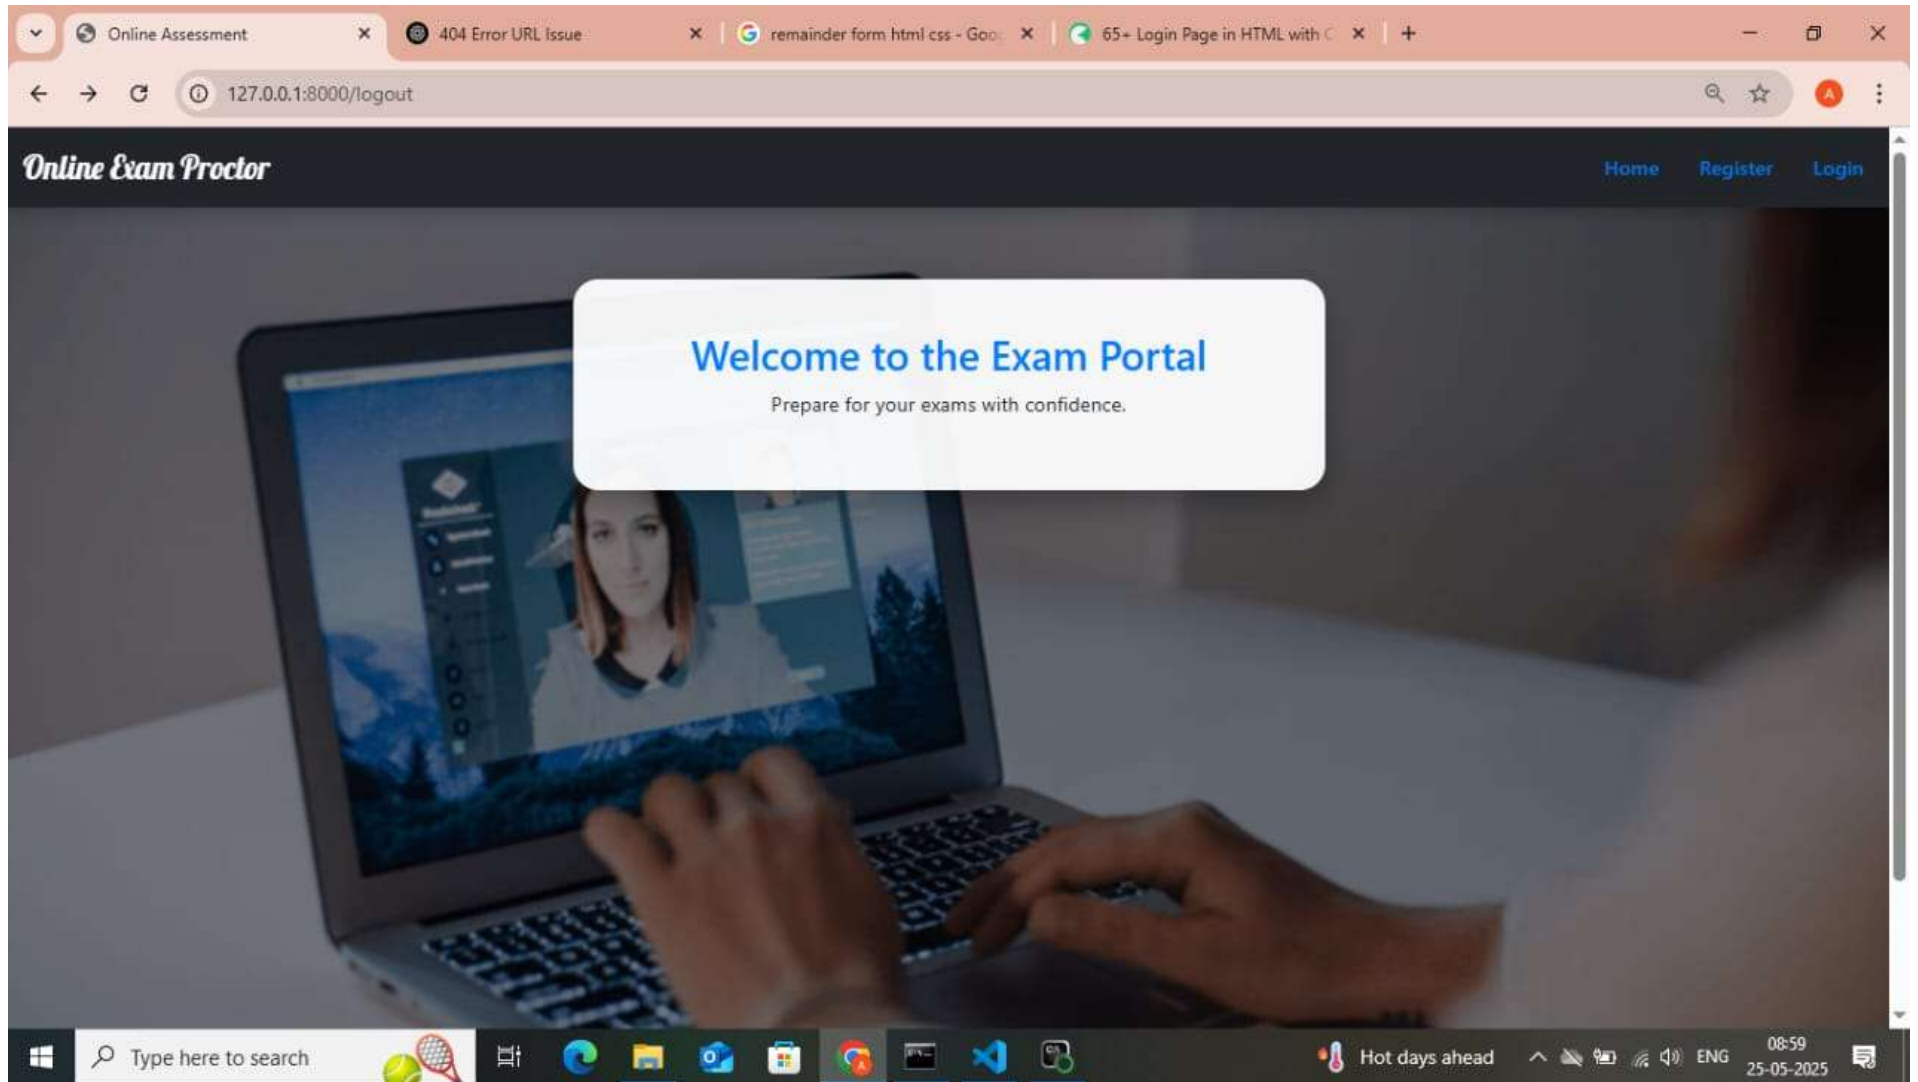 Online Assessment
404 Error URL Issue
remainder form html css - Goo
65+ Login Page in HTML with C
127.0.0.1:8000/logout
A
Online Exam Proctor
Home Register Login
Welcome to the Exam Portal
Prepare for your exams with confidence.
Type here to search
Hot days ahead
ENG
08:59
25-05-2025